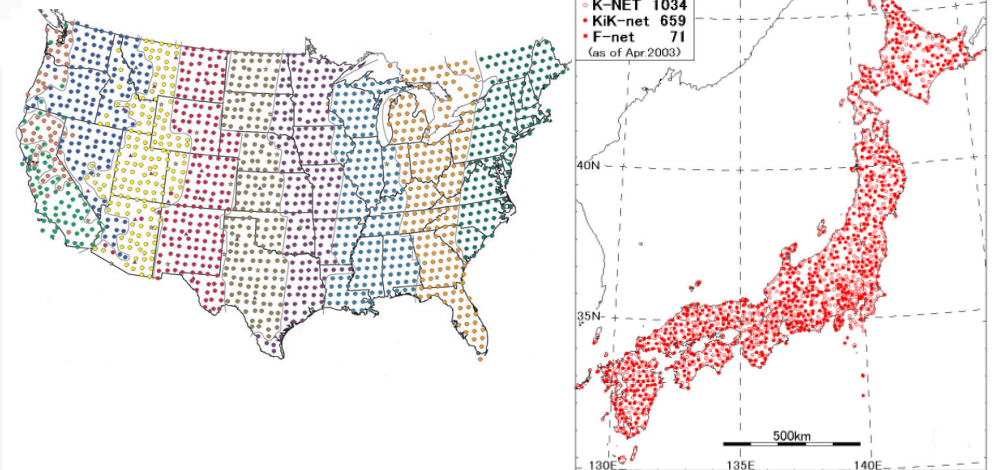 K-NET 1034
KiK-net 659
F-net 71
(as of Apr.2003)
40N
35N
500km
130E 135E 140E